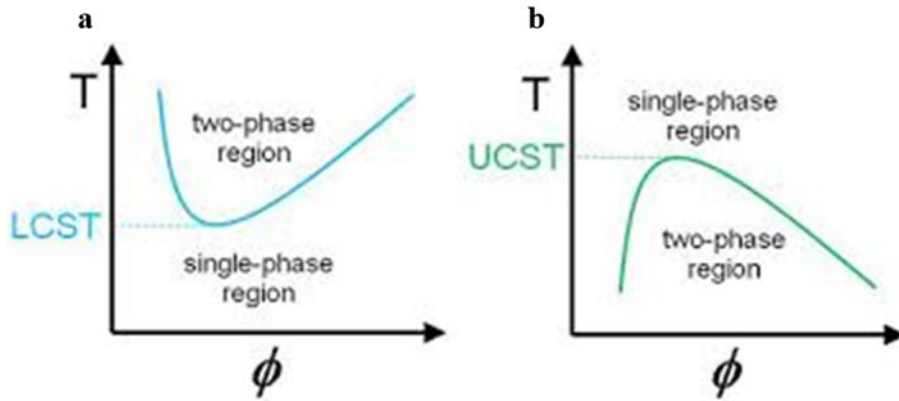 a
T
two-phase
region
LCST
single-phase
region
ϕ
b
T
single-phase
region
UCST
two-phase
region
ϕ